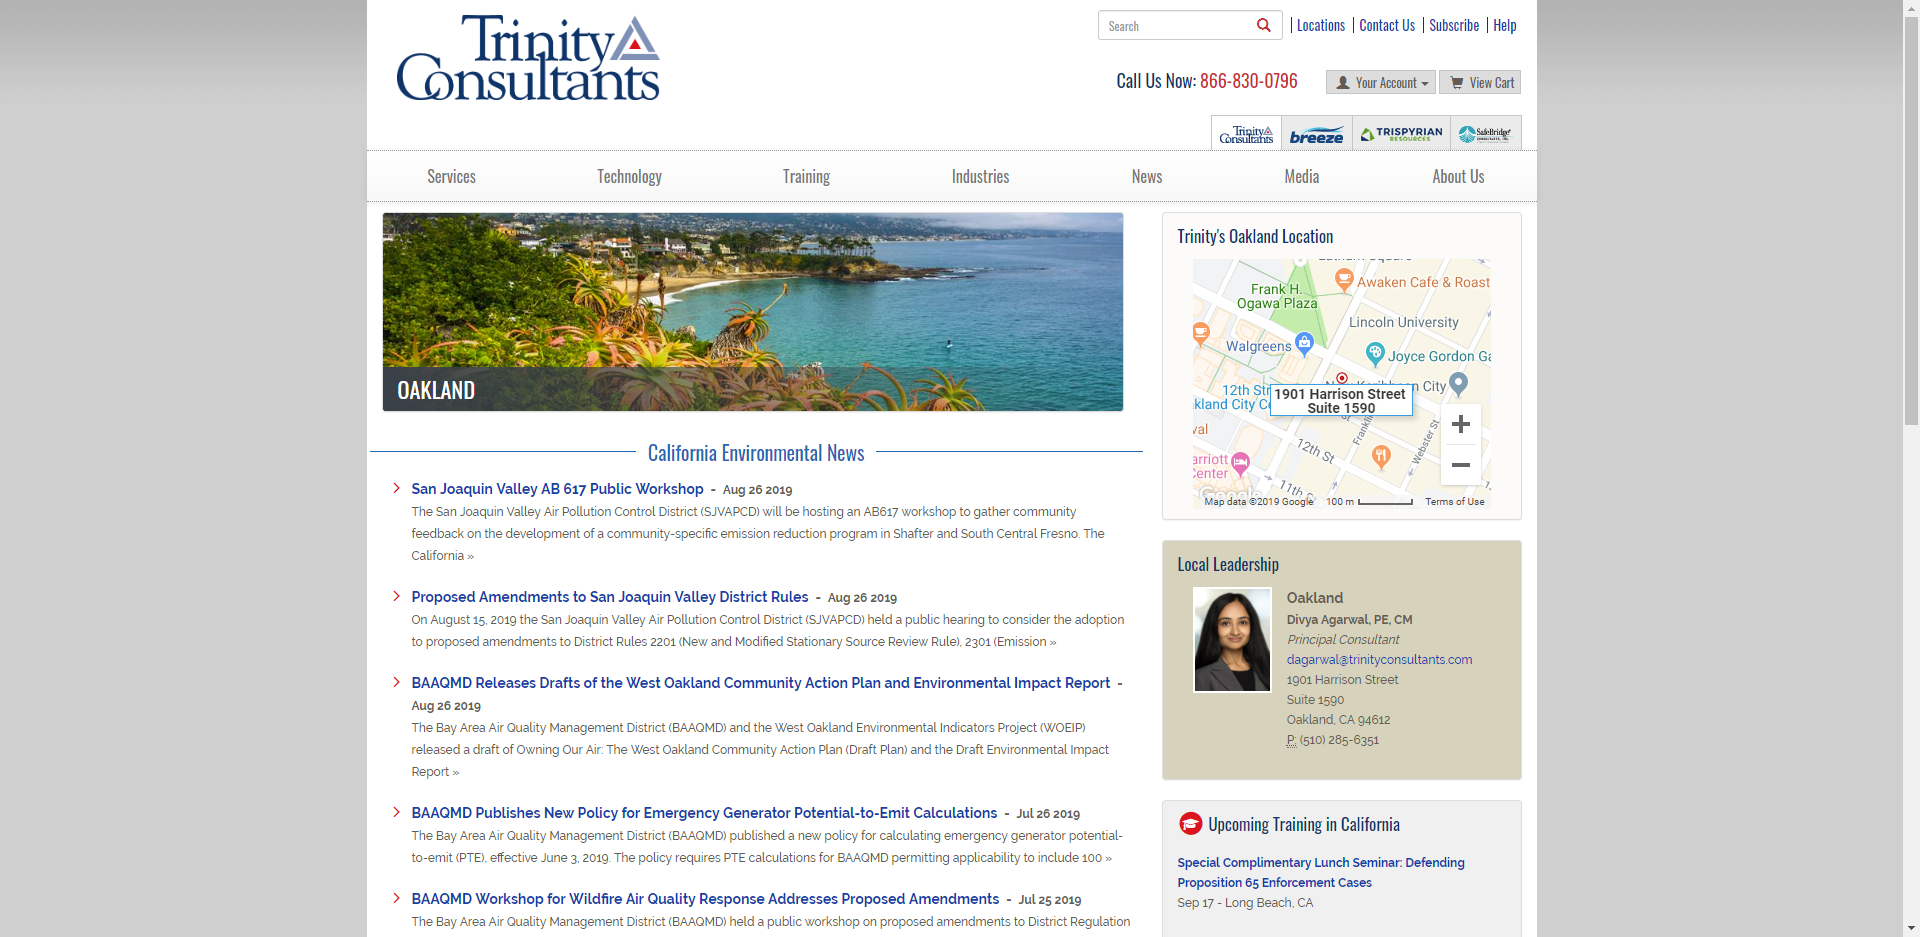 Trinity
Consultants
Search
Locations
Contact Us
Subscribe
Help
Call Us Now: 866-830-0796
Your Account
View Cart
Trinity
Consultants
breeze
TRISPYRIAN
RESOURCES
SafeBridge
Services
Technology
Training
Industries
News
Media
About Us
OAKLAND
California Environmental News
San Joaquin Valley AB 617 Public Workshop - Aug 26 2019
The San Joaquin Valley Air Pollution Control District (SJVAPCD) will be hosting an AB617 workshop to gather community
feedback on the development of a community-specific emission reduction program in Shafter and South Central Fresno. The
California »
Proposed Amendments to San Joaquin Valley District Rules - Aug 26 2019
On August 15, 2019 the San Joaquin Valley Air Pollution Control District (SJVAPCD) held a public hearing to consider the adoption
to proposed amendments to District Rules 2201 (New and Modified Stationary Source Review Rule), 2301 (Emission »
BAAQMD Releases Drafts of the West Oakland Community Action Plan and Environmental Impact Report -
Aug 26 2019
The Bay Area Air Quality Management District (BAAQMD) and the West Oakland Environmental Indicators Project (WOEIP)
released a draft of Owning Our Air: The West Oakland Community Action Plan (Draft Plan) and the Draft Environmental Impact
Report »
BAAQMD Publishes New Policy for Emergency Generator Potential-to-Emit Calculations - Jul 26 2019
The Bay Area Air Quality Management District (BAAQMD) published a new policy for calculating emergency generator potential-
to-emit (PTE), effective June 3, 2019. The policy requires PTE calculations for BAAQMD permitting applicability to include 100 »
BAAQMD Workshop for Wildfire Air Quality Response Addresses Proposed Amendments - Jul 25 2019
The Bay Area Air Quality Management District (BAAQMD) held a public workshop on proposed amendments to District Regulation
Trinity's Oakland Location
Frank H.
Ogawa Plaza
Awaken Cafe & Roast
Lincoln University
Walgreens
Joyce Gordon Ga
12th Str
kland City C
n City
1901 Harrison Street
Suite 1590
val
Franklin
Webster St
12th St
arriott
Center
11th St
Google
Map data ©2019 Google
100 m
Terms of Use
Local Leadership
Oakland
Divya Agarwal, PE, CM
Principal Consultant
dagarwal@trinityconsultants.com
1901 Harrison Street
Suite 1590
Oakland, CA 94612
P: (510) 285-6351
Upcoming Training in California
Special Complimentary Lunch Seminar: Defending
Proposition 65 Enforcement Cases
Sep 17 - Long Beach, CA